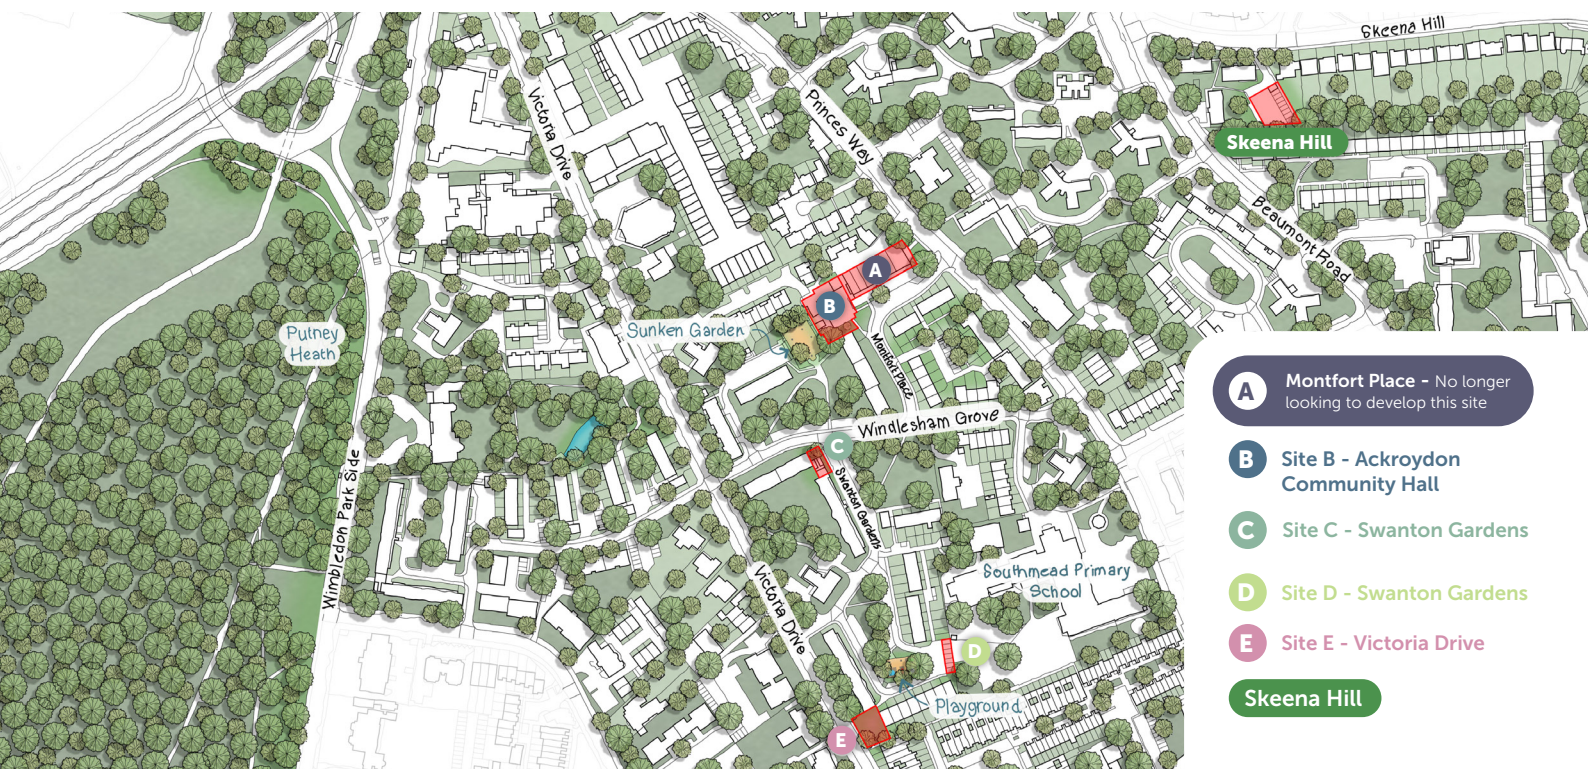 Skeena Hill
Victoria Drive
Princes Way
Skeena Hill
Beaumont Road
A
B
Sunken Garden
Putney
Heath
Montfort Place
Windlesham Grove
C
Swanton Gardens
Wimbledon Park Side
Victoria Drive
Southmead Primary
School
D
Playground
E
A
Montfort Place - No longer
looking to develop this site
B
Site B - Ackroydon
Community Hall
C
Site C - Swanton Gardens
D
Site D - Swanton Gardens
E
Site E - Victoria Drive
Skeena Hill